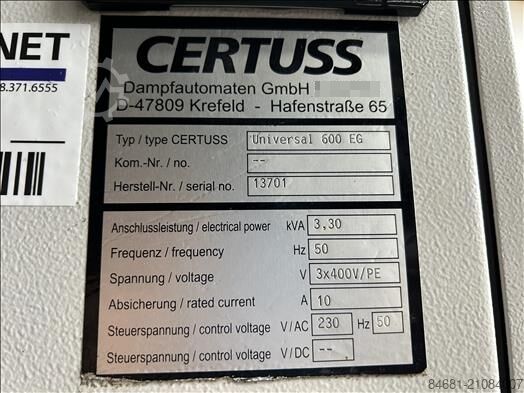 NET
3.371.6555
CERTUSS
Dampfautomaten GmbH
D-47809 Krefeld - Hafenstraße 65
Typ / type CERTUSS Universal 600 EG
Kom.-Nr. / no. --
Herstell-Nr. / serial no. 13701
Anschlussleistung / electrical power kVA 3,30
Frequenz / frequency Hz 50
Spannung / voltage V 3x400V/PE
Absicherung / rated current A 10
Steuerspannung / control voltage V/AC 230 Hz 50
Steuerspannung / control voltage V/DC --